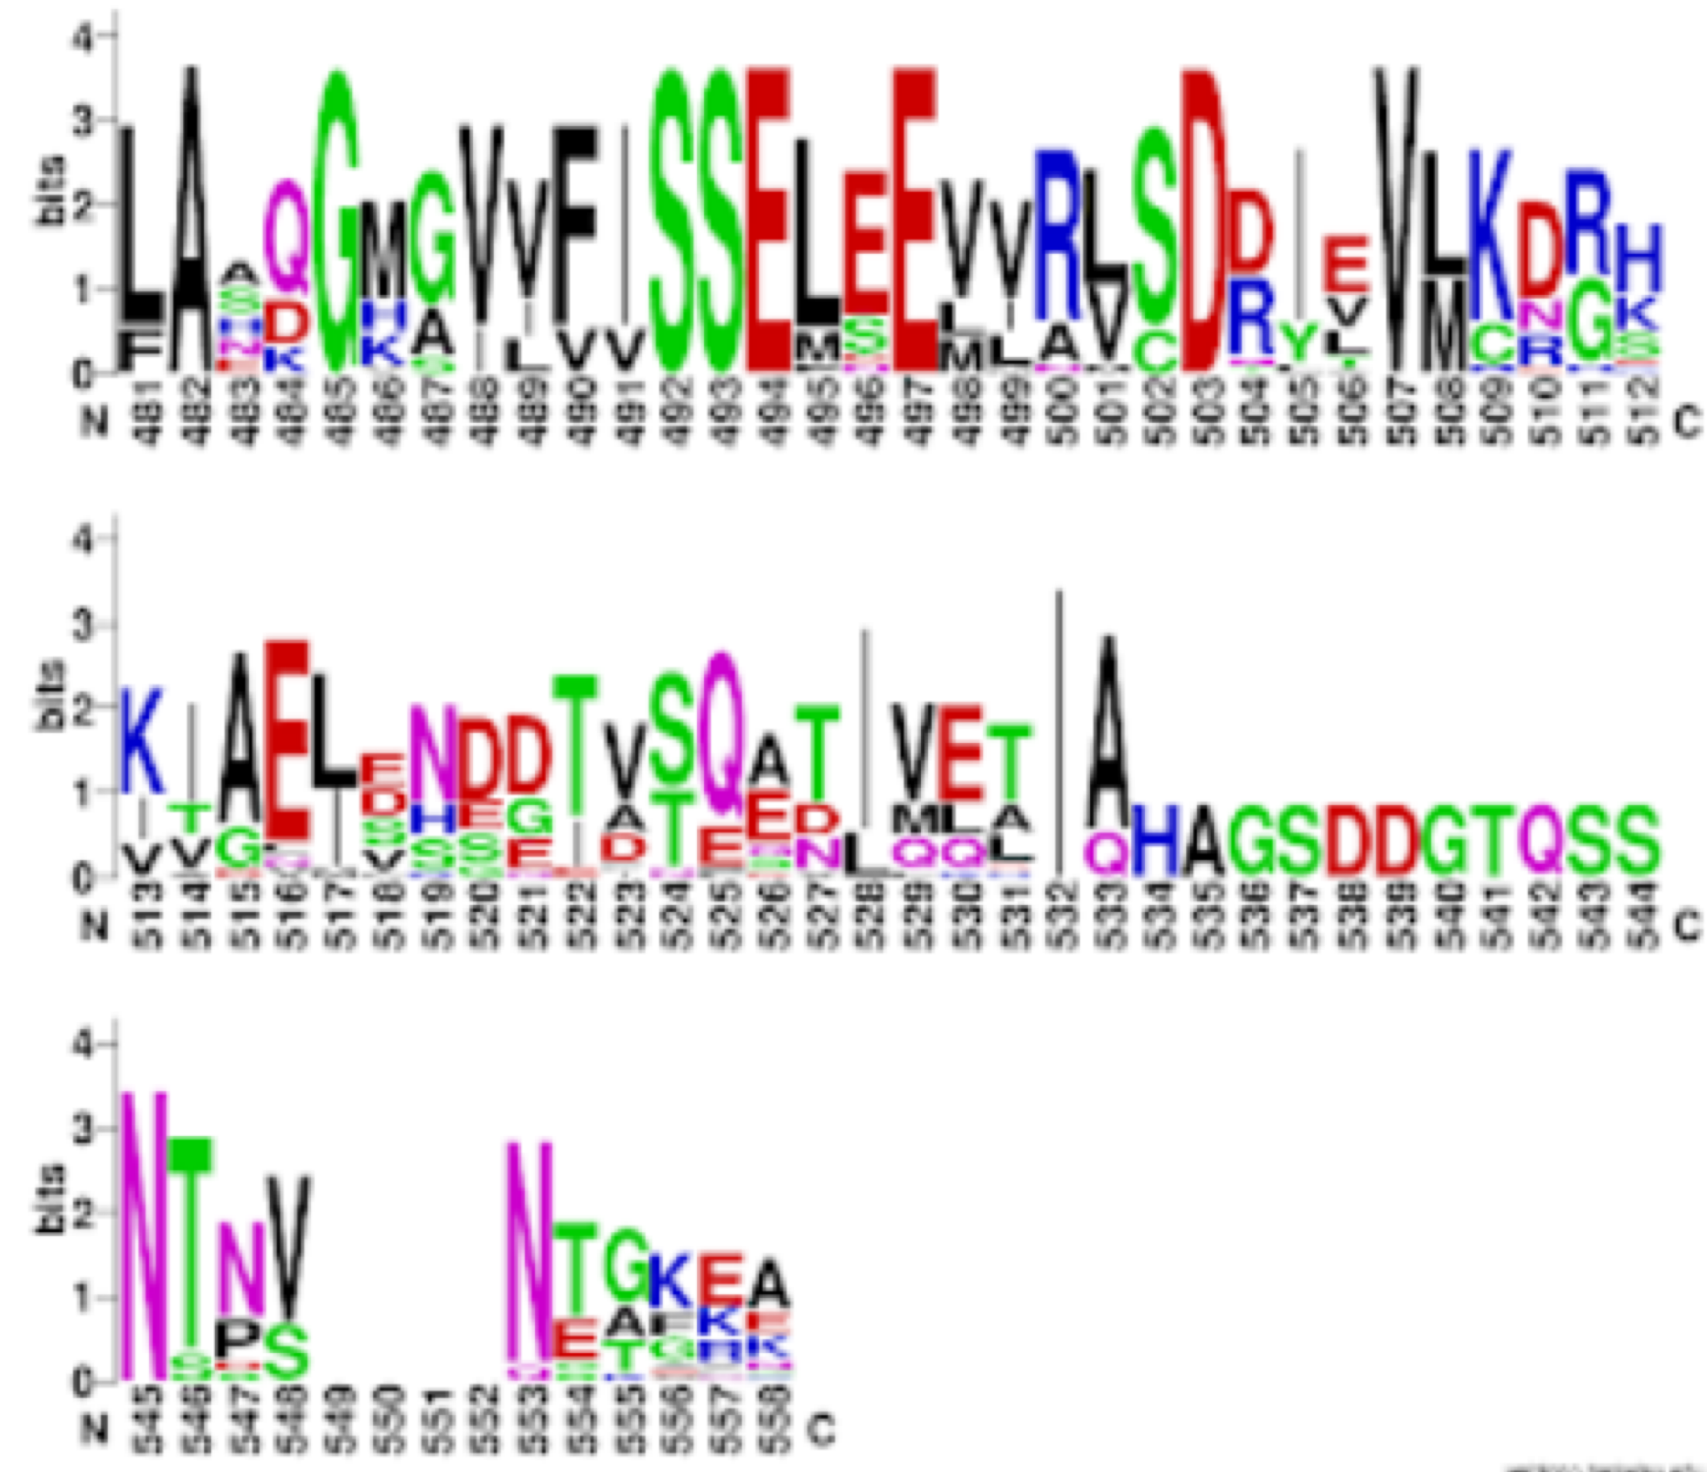 4
3
2
1
0
bits
L A A Q G M G V V F I S S E L E E V V R L S D D I E V L K D R H
F S D H A I I V M S L I A V C R Y V M C N G K
H K K S L M L L R S
N
N 481 482 483 484 485 486 487 488 489 490 491 492 493 494 495 496 497 498 499 500 501 502 503 504 505 506 507 508 509 510 511 512 C
4
3
2
1
0
bits
K I A E L E N D D T V S Q A T I V E T I A H A G S D D G T Q S S
I T G I D H E G I A T E E D L M L A Q
V V S S S E D N Q Q L
V
N 513 514 515 516 517 518 519 520 521 522 523 524 525 526 527 528 529 530 531 532 533 534 535 536 537 538 539 540 541 542 543 544 C
4
3
2
1
0
bits
N T N V N T G K E A
S P S E A K E
T K
N 545 546 547 548 549 550 551 552 553 554 555 556 557 558 C